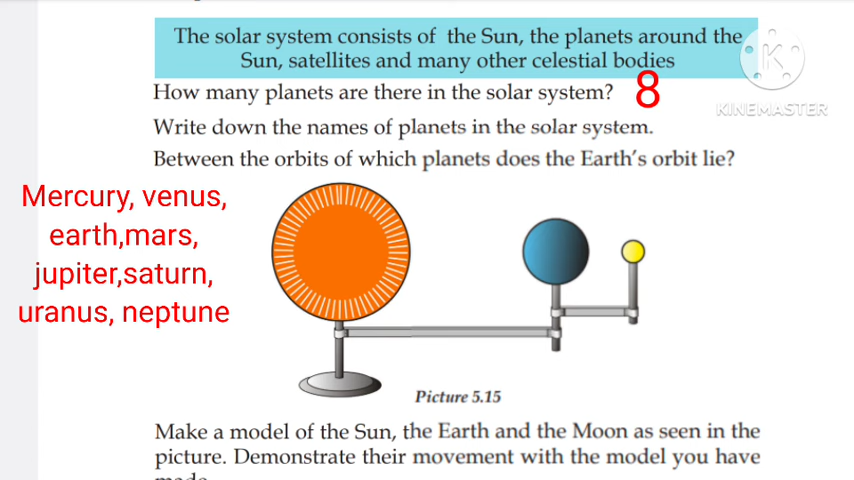 The solar system consists of the Sun, the planets around the
Sun, satellites and many other celestial bodies
KINEMASTER
How many planets are there in the solar system? 8
Write down the names of planets in the solar system.
Between the orbits of which planets does the Earth's orbit lie?
Mercury, venus,
earth,mars,
jupiter,saturn,
uranus, neptune
Picture 5.15
Make a model of the Sun, the Earth and the Moon as seen in the
picture. Demonstrate their movement with the model you have